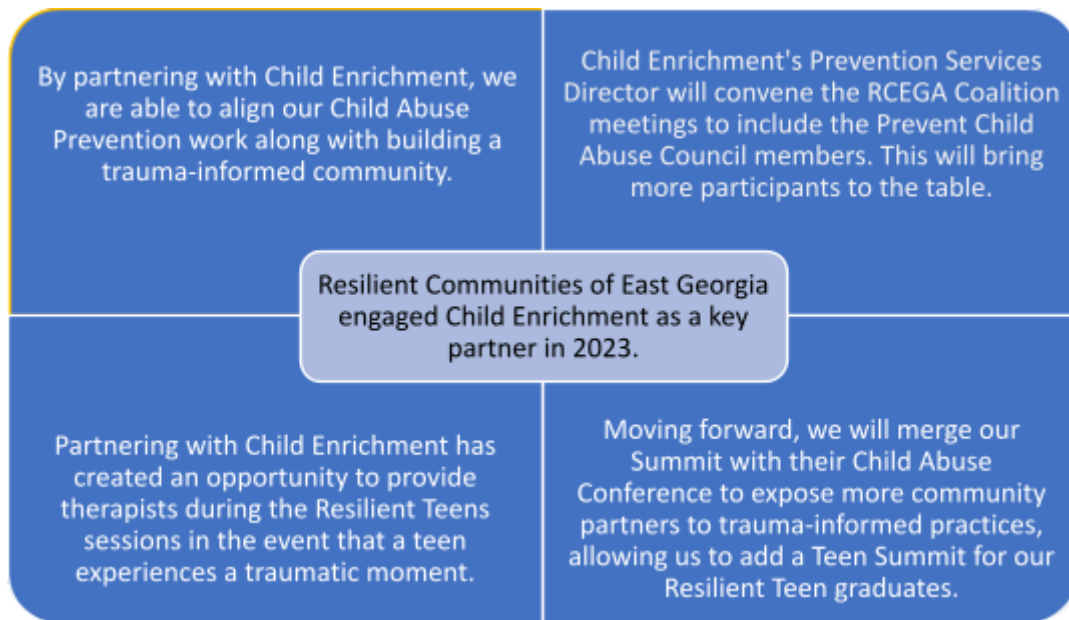 By partnering with Child Enrichment, we
are able to align our Child Abuse
Prevention work along with building a
trauma-informed community.
Child Enrichment's Prevention Services
Director will convene the RCEGA Coalition
meetings to include the Prevent Child
Abuse Council members. This will bring
more participants to the table.
Resilient Communities of East Georgia
engaged Child Enrichment as a key
partner in 2023.
Partnering with Child Enrichment has
created an opportunity to provide
therapists during the Resilient Teens
sessions in the event that a teen
experiences a traumatic moment.
Moving forward, we will merge our
Summit with their Child Abuse
Conference to expose more community
partners to trauma-informed practices,
allowing us to add a Teen Summit for our
Resilient Teen graduates.